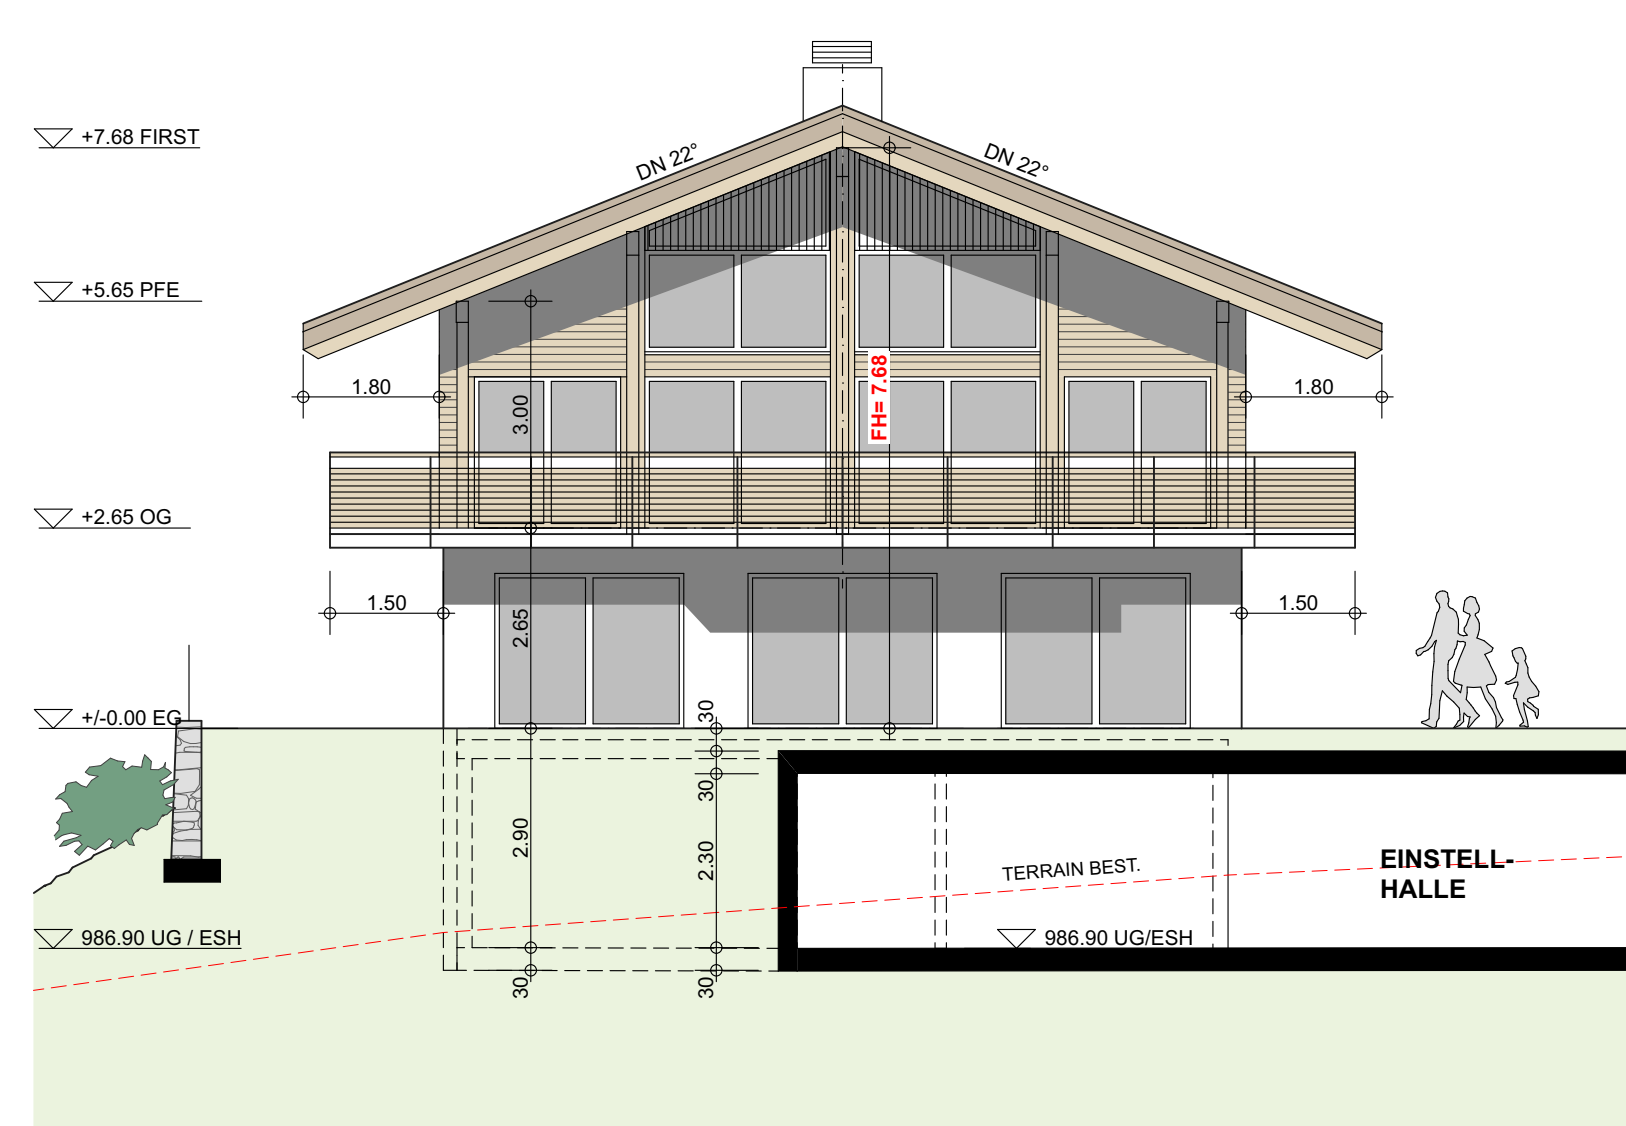 +7.68 FIRST
DN 22°
DN 22°
+5.65 PFE
FH= 7.68
1.80
3.00
1.80
+2.65 OG
1.50
2.65
1.50
+/-0.00 EG
30
30
2.90
2.30
TERRAIN BEST.
EINSTELL-
HALLE
986.90 UG / ESH
986.90 UG/ESH
30
30